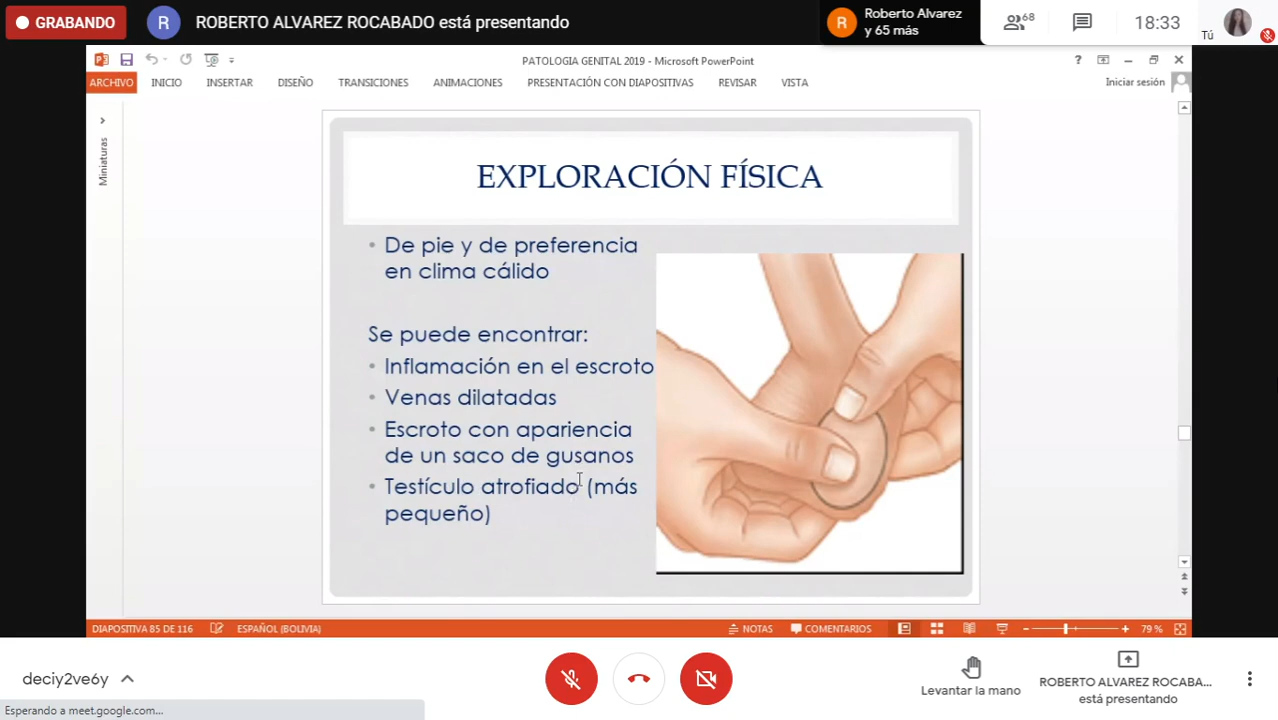 GRABANDO
R
ROBERTO ALVAREZ ROCABADO está presentando
R
Roberto Alvarez
y 65 más
68
18:33
Tú
PATOLOGIA GENITAL 2019 - Microsoft PowerPoint
?
ARCHIVO INICIO INSERTAR DISEÑO TRANSICIONES ANIMACIONES PRESENTACIÓN CON DIAPOSITIVAS REVISAR VISTA
Iniciar sesión
Miniaturas
EXPLORACIÓN FÍSICA
• De pie y de preferencia
en clima cálido
Se puede encontrar:
• Inflamación en el escroto
• Venas dilatadas
• Escroto con apariencia
de un saco de gusanos
• Testículo atrofiado (más
pequeño)
DIAPOSITIVA 85 DE 116 ESPAÑOL (BOLIVIA) NOTAS COMENTARIOS 79 %
deciy2ve6y
Levantar la mano
ROBERTO ALVAREZ ROCABA...
está presentando
Esperando a meet.google.com...